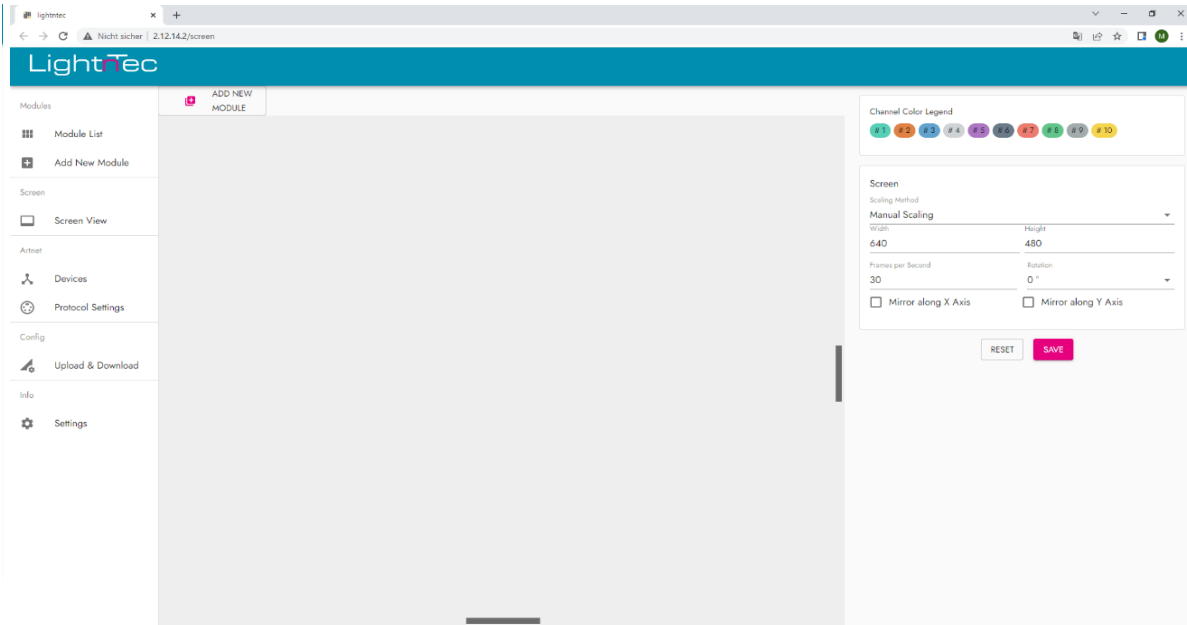 lightntec
Nicht sicher | 2.12.14.2/screen
M
LightnTec
Modules
Module List
Add New Module
Screen
Screen View
Artnet
Devices
Protocol Settings
Config
Upload & Download
Info
Settings
ADD NEW
MODULE
Channel Color Legend
# 1 # 2 # 3 # 4 # 5 # 6 # 7 # 8 # 9 # 10
Screen
Scaling Method
Manual Scaling
Width Height
640 480
Frames per Second Rotation
30 0 °
Mirror along X Axis Mirror along Y Axis
RESET SAVE